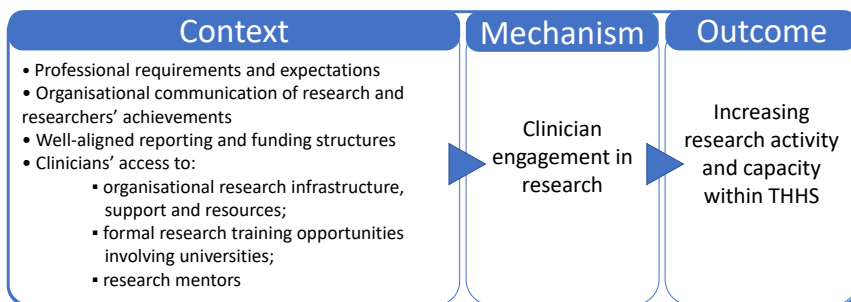 Context
• Professional requirements and expectations
• Organisational communication of research and
researchers’ achievements
• Well-aligned reporting and funding structures
• Clinicians’ access to:
▪ organisational research infrastructure,
support and resources;
▪ formal research training opportunities
involving universities;
▪ research mentors
Mechanism
Clinician
engagement in
research
Outcome
Increasing
research activity
and capacity
within THHS